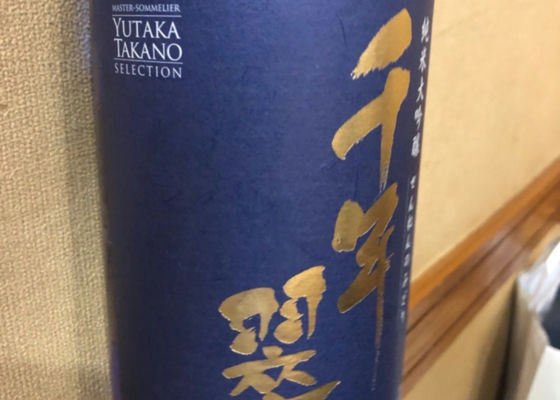 MASTER-SOMMELIER
YUTAKA
TAKANO
SELECTION
純米大吟醸
千年
翠